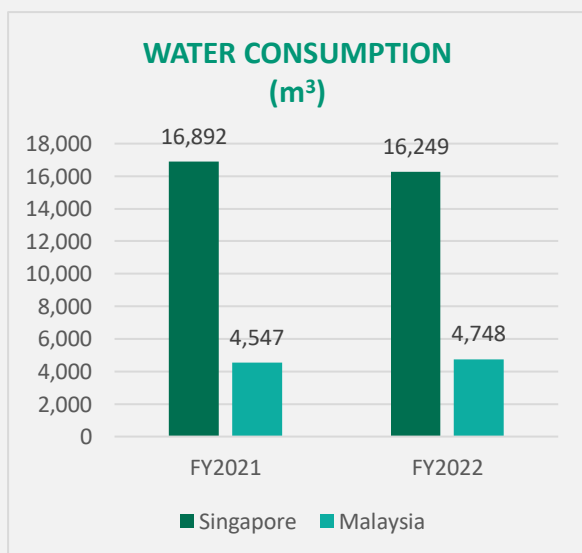 WATER CONSUMPTION
(m³)
18,000
16,000
14,000
12,000
10,000
8,000
6,000
4,000
2,000
0
16,892
4,547
16,249
4,748
FY2021
FY2022
Singapore
Malaysia